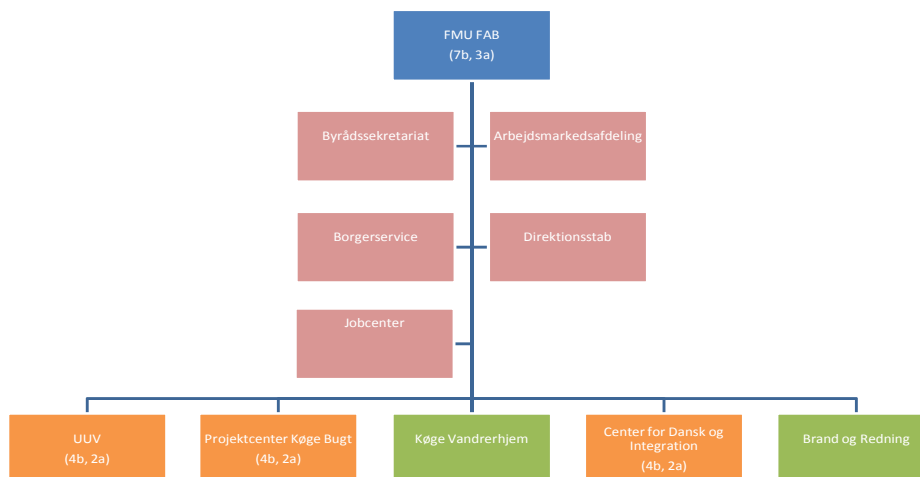 FMU FAB
(7b, 3a)
Byrådssekretariat
Arbejdsmarkedsafdeling
Borgerservice
Direktionsstab
Jobcenter
UUV
(4b, 2a)
Projektcenter Køge Bugt
(4b, 2a)
Køge Vandrerhjem
Center for Dansk og
Integration
(4b, 2a)
Brand og Redning